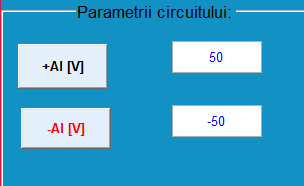 Parametrii circuitului:
+Al [V] 50
-Al [V] -50